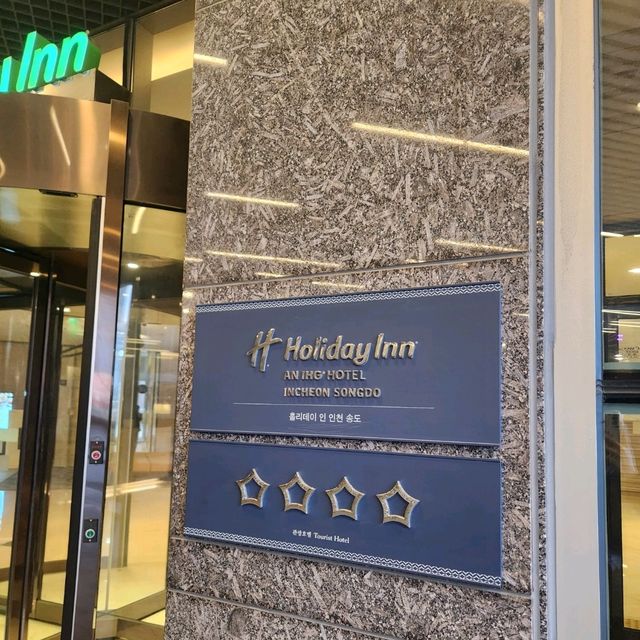 Inn
H Holiday Inn
AN IHG® HOTEL
INCHEON SONGDO
홀리데이 인 인천 송도
관광호텔 Tourist Hotel